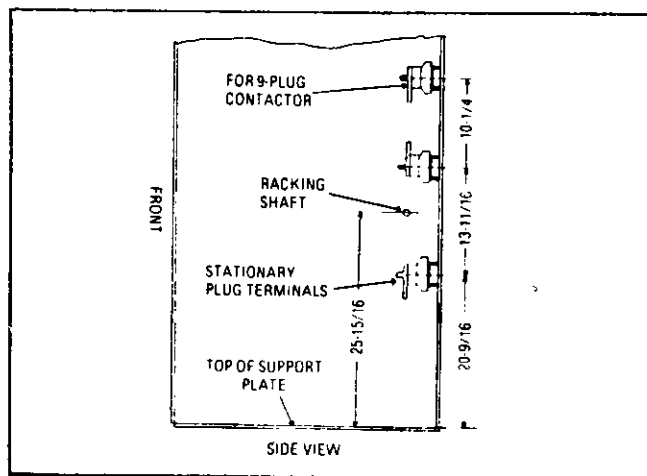 FOR 9-PLUG
CONTACTOR
10-1/4
RACKING
SHAFT
FRONT
13-11/16
STATIONARY
PLUG TERMINALS
25-15/16
20-9/16
TOP OF SUPPORT
PLATE
SIDE VIEW